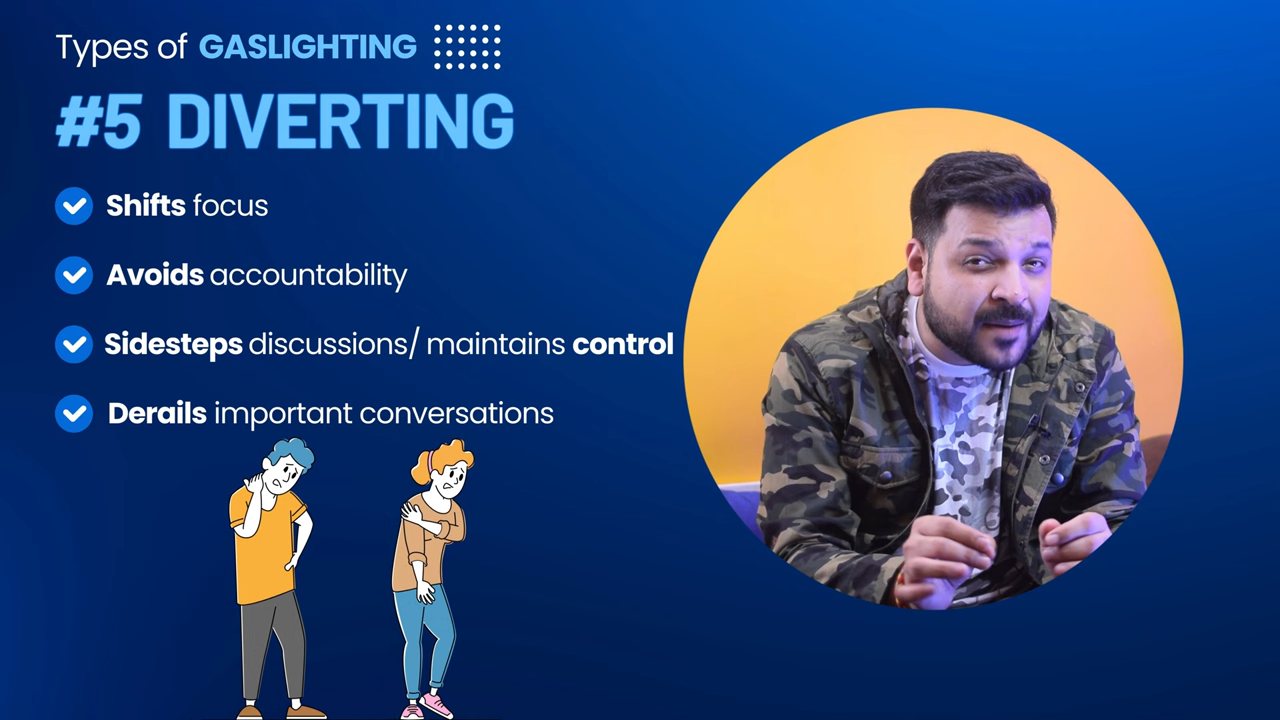 Types of GASLIGHTING
#5 DIVERTING
Shifts focus
Avoids accountability
Sidesteps discussions/ maintains control
Derails important conversations